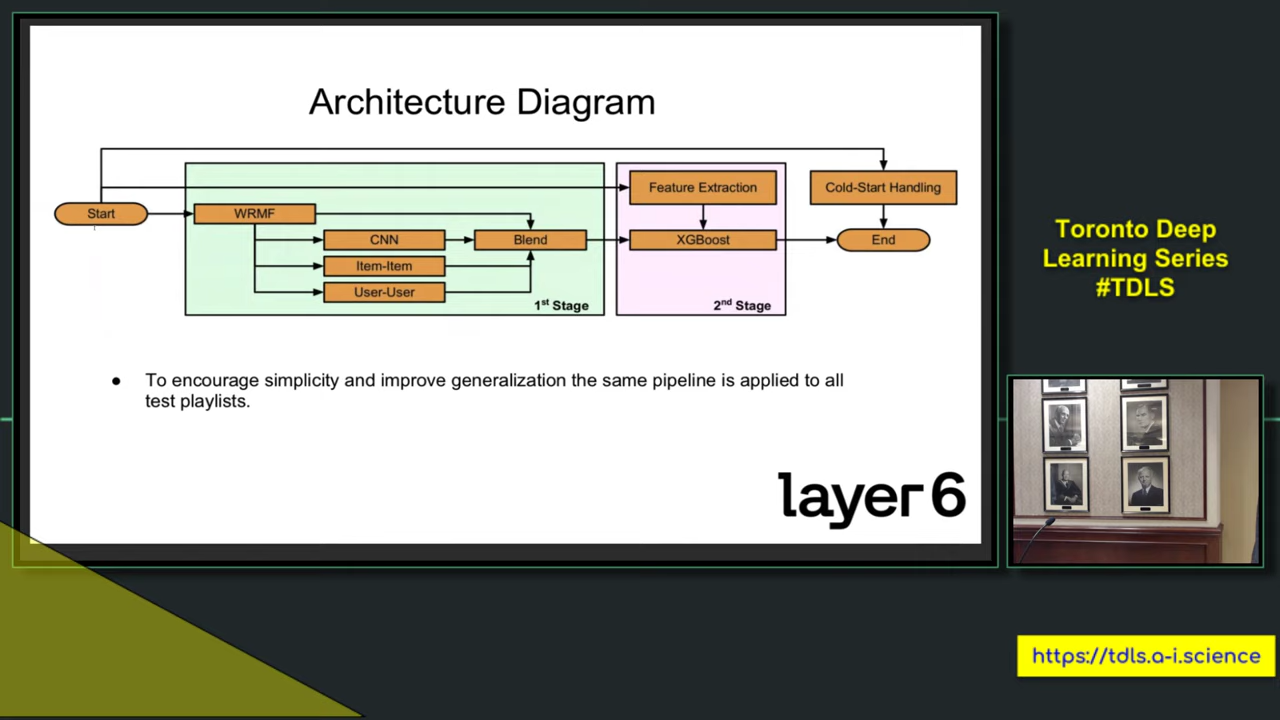 Architecture Diagram
Start
WRMF
CNN
Item-Item
User-User
Blend
1st Stage
Feature Extraction
XGBoost
2nd Stage
Cold-Start Handling
End
● To encourage simplicity and improve generalization the same pipeline is applied to all
test playlists.
layer 6
Toronto Deep
Learning Series
#TDLS
https://tdls.a-i.science